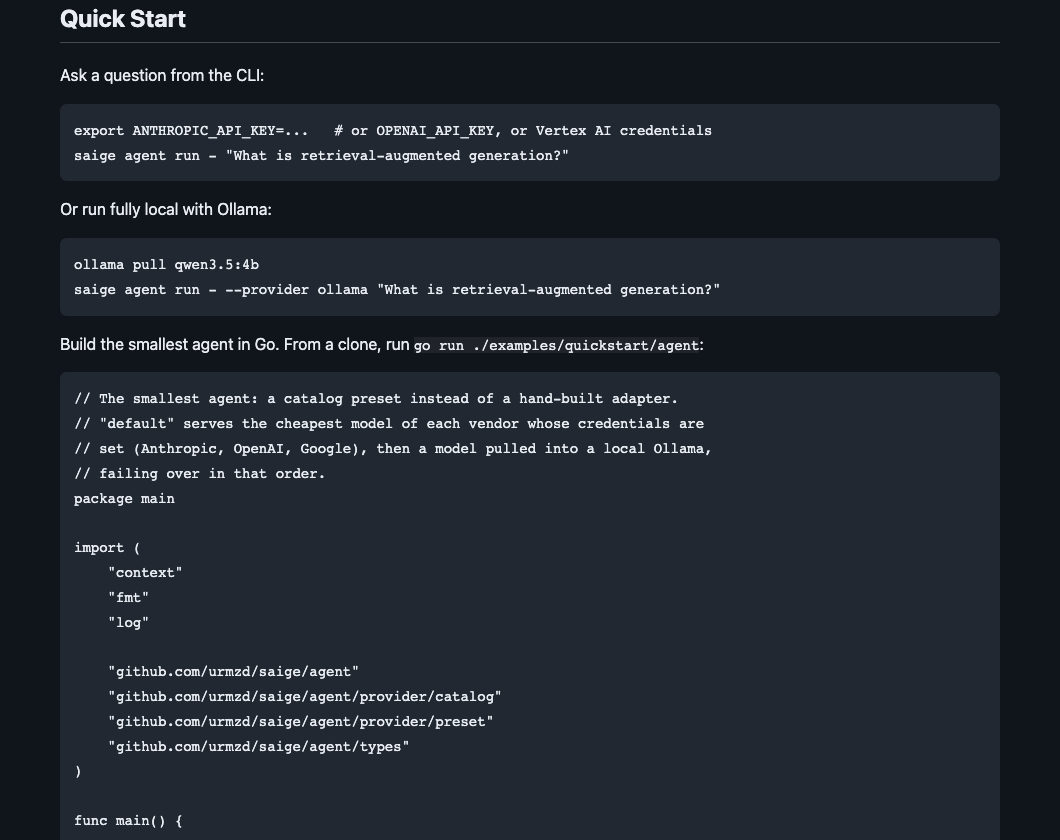 Quick Start
Ask a question from the CLI:
export ANTHROPIC_API_KEY=...   # or OPENAI_API_KEY, or Vertex AI credentials
saige agent run - "What is retrieval-augmented generation?"
Or run fully local with Ollama:
ollama pull qwen3.5:4b
saige agent run - --provider ollama "What is retrieval-augmented generation?"
Build the smallest agent in Go. From a clone, run go run ./examples/quickstart/agent:
// The smallest agent: a catalog preset instead of a hand-built adapter.
// "default" serves the cheapest model of each vendor whose credentials are
// set (Anthropic, OpenAI, Google), then a model pulled into a local Ollama,
// failing over in that order.
package main
import (
    "context"
    "fmt"
    "log"
    "github.com/urmzd/saige/agent"
    "github.com/urmzd/saige/agent/provider/catalog"
    "github.com/urmzd/saige/agent/provider/preset"
    "github.com/urmzd/saige/agent/types"
)
func main() {